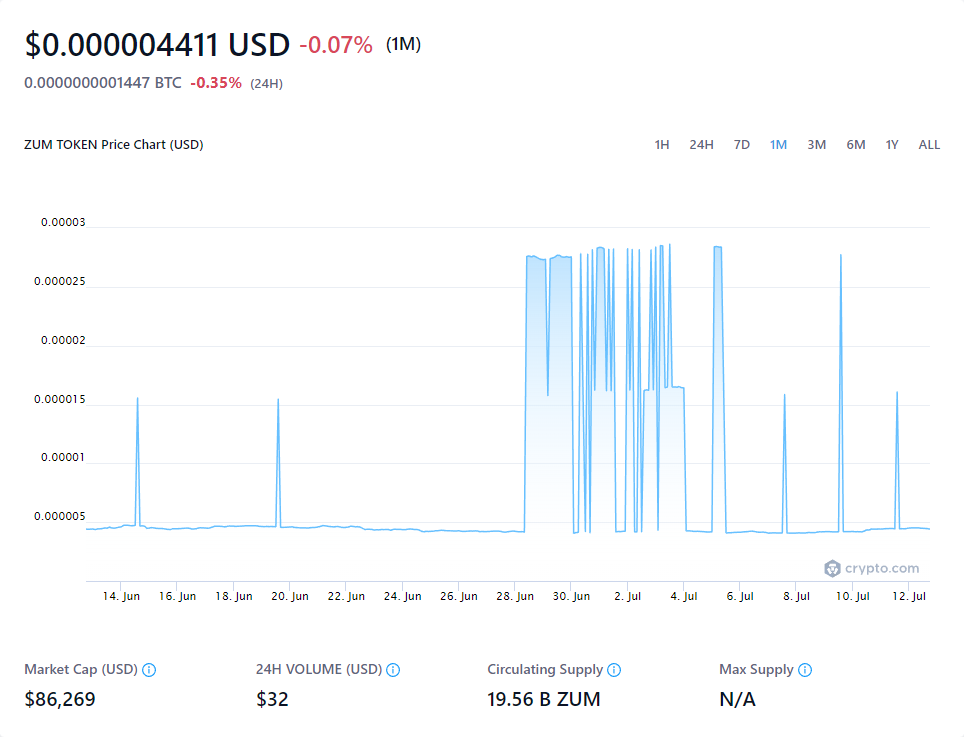 $0.000004411 USD -0.07% (1M)
0.0000000001447 BTC -0.35% (24H)
ZUM TOKEN Price Chart (USD)
1H 24H 7D 1M 3M 6M 1Y ALL
0.00003
0.000025
0.00002
0.000015
0.00001
0.000005
crypto.com
14. Jun 16. Jun 18. Jun 20. Jun 22. Jun 24. Jun 26. Jun 28. Jun 30. Jun 2. Jul 4. Jul 6. Jul 8. Jul 10. Jul 12. Jul
Market Cap (USD) 24H VOLUME (USD) Circulating Supply Max Supply
$86,269 $32 19.56 B ZUM N/A